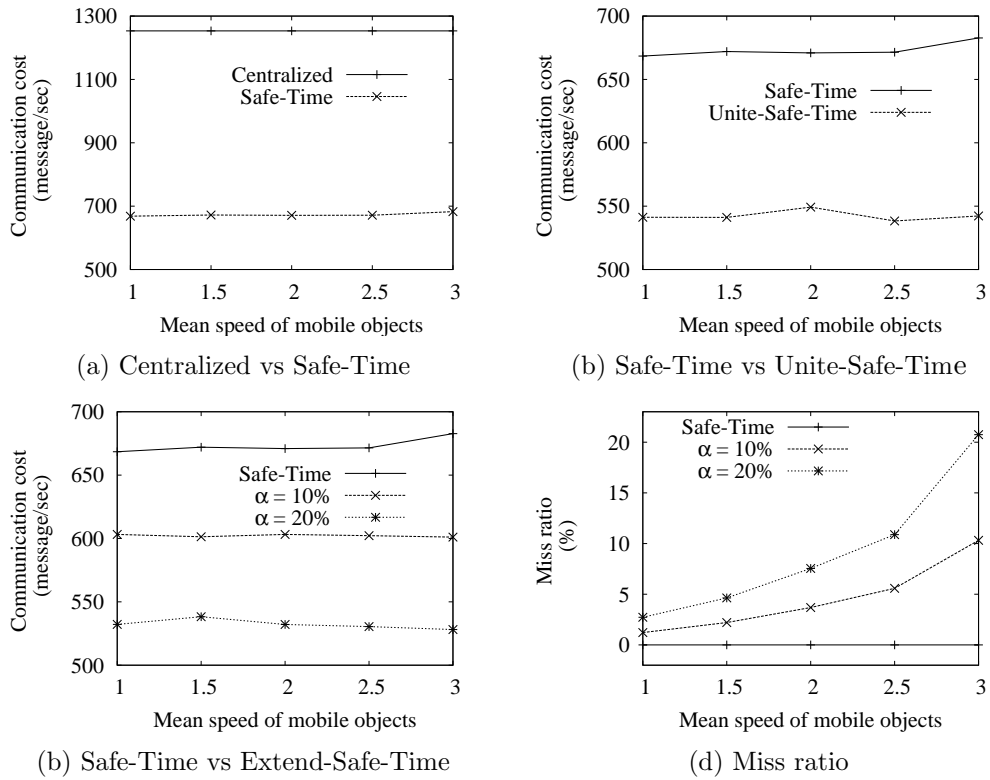 1300
1100
900
700
500
Communication cost
(message/sec)
Centralized
Safe-Time
1 1.5 2 2.5 3
Mean speed of mobile objects
(a) Centralized vs Safe-Time
700
650
600
550
500
Communication cost
(message/sec)
Safe-Time
Unite-Safe-Time
1 1.5 2 2.5 3
Mean speed of mobile objects
(b) Safe-Time vs Unite-Safe-Time
700
650
600
550
500
Communication cost
(message/sec)
Safe-Time
α = 10%
α = 20%
1 1.5 2 2.5 3
Mean speed of mobile objects
(b) Safe-Time vs Extend-Safe-Time
20
15
10
5
0
Miss ratio
(%)
Safe-Time
α = 10%
α = 20%
1 1.5 2 2.5 3
Mean speed of mobile objects
(d) Miss ratio